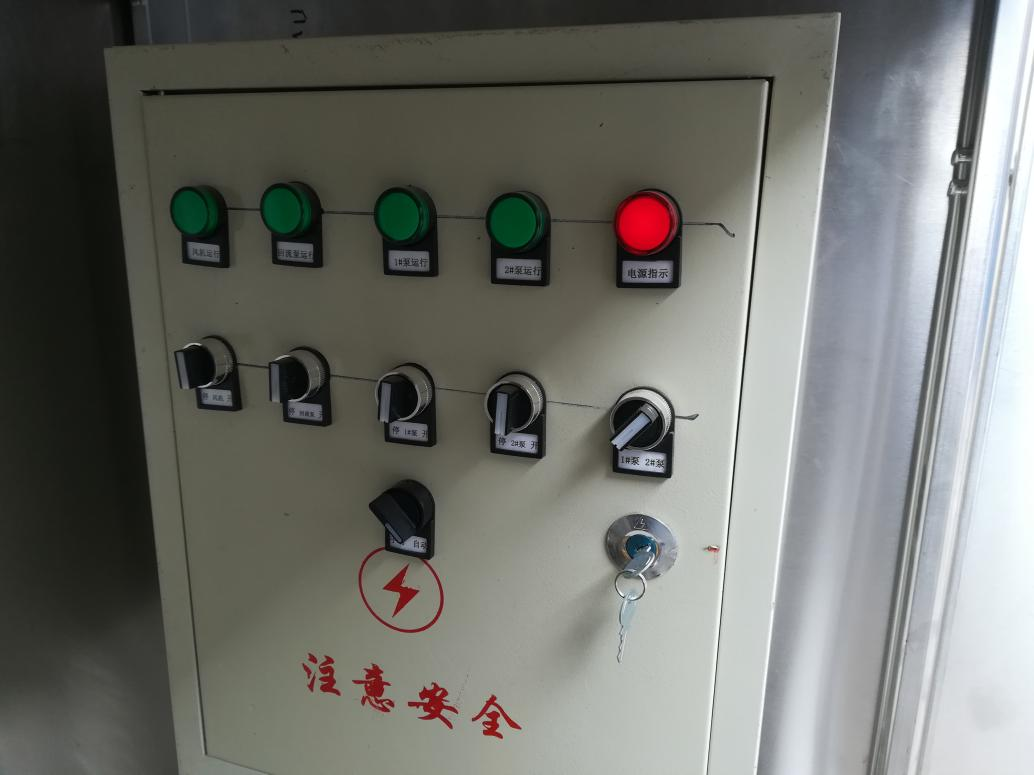 风机运行
回流泵运行
1#泵运行
2#泵运行
电源指示
停 风机 开
停 回流泵 开
停 1#泵 开
停 2#泵 开
1#泵 2#泵
自动
注意安全